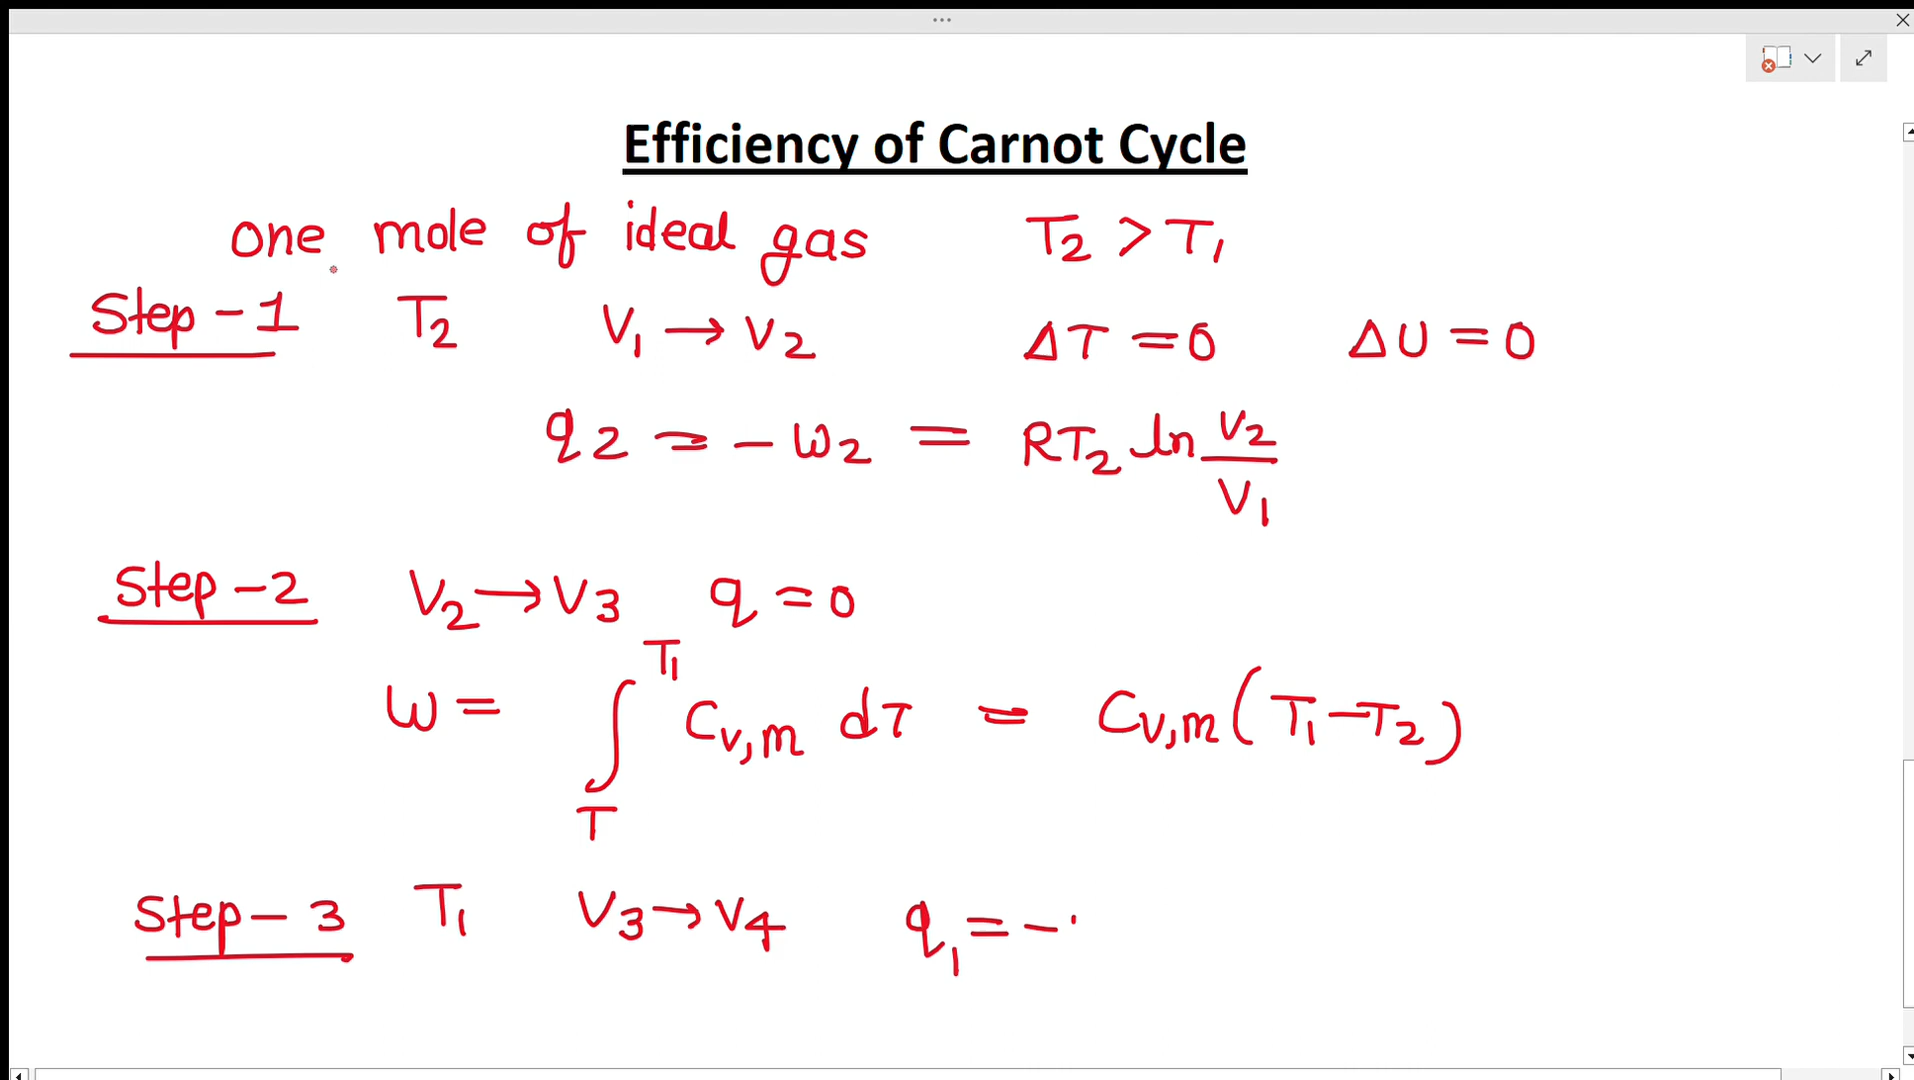 Efficiency of Carnot Cycle
one mole of ideal gas T₂ > T₁
Step - 1 T₂ V₁ → V₂ ΔT = 0 ΔU = 0
q₂ = - w₂ = RT₂ ln V₂/V₁
Step - 2 V₂ → V₃ q = 0
w = ∫_T^T₁ Cv,m dT = Cv,m (T₁ - T₂)
Step - 3 T₁ V₃ → V₄ q₁ = -